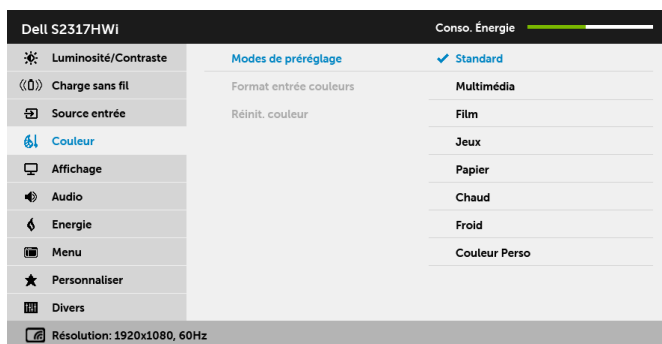 Dell S2317HWi
Conso. Énergie
Luminosité/Contraste
Modes de préréglage
Standard
Charge sans fil
Format entrée couleurs
Multimédia
Source entrée
Réinit. couleur
Film
Couleur
Jeux
Affichage
Papier
Audio
Chaud
Energie
Froid
Menu
Couleur Perso
Personnaliser
Divers
Résolution: 1920x1080, 60Hz